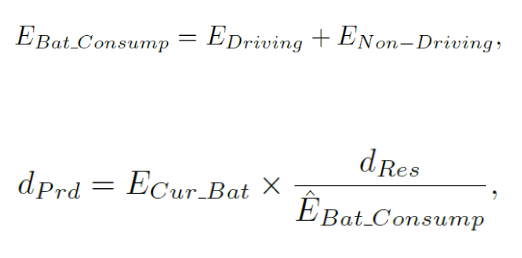 E_{Bat\_Consump} = E_{Driving} + E_{Non-Driving},
d_{Prd} = E_{Cur\_Bat} \times \frac{d_{Res}}{\hat{E}_{Bat\_Consump}},